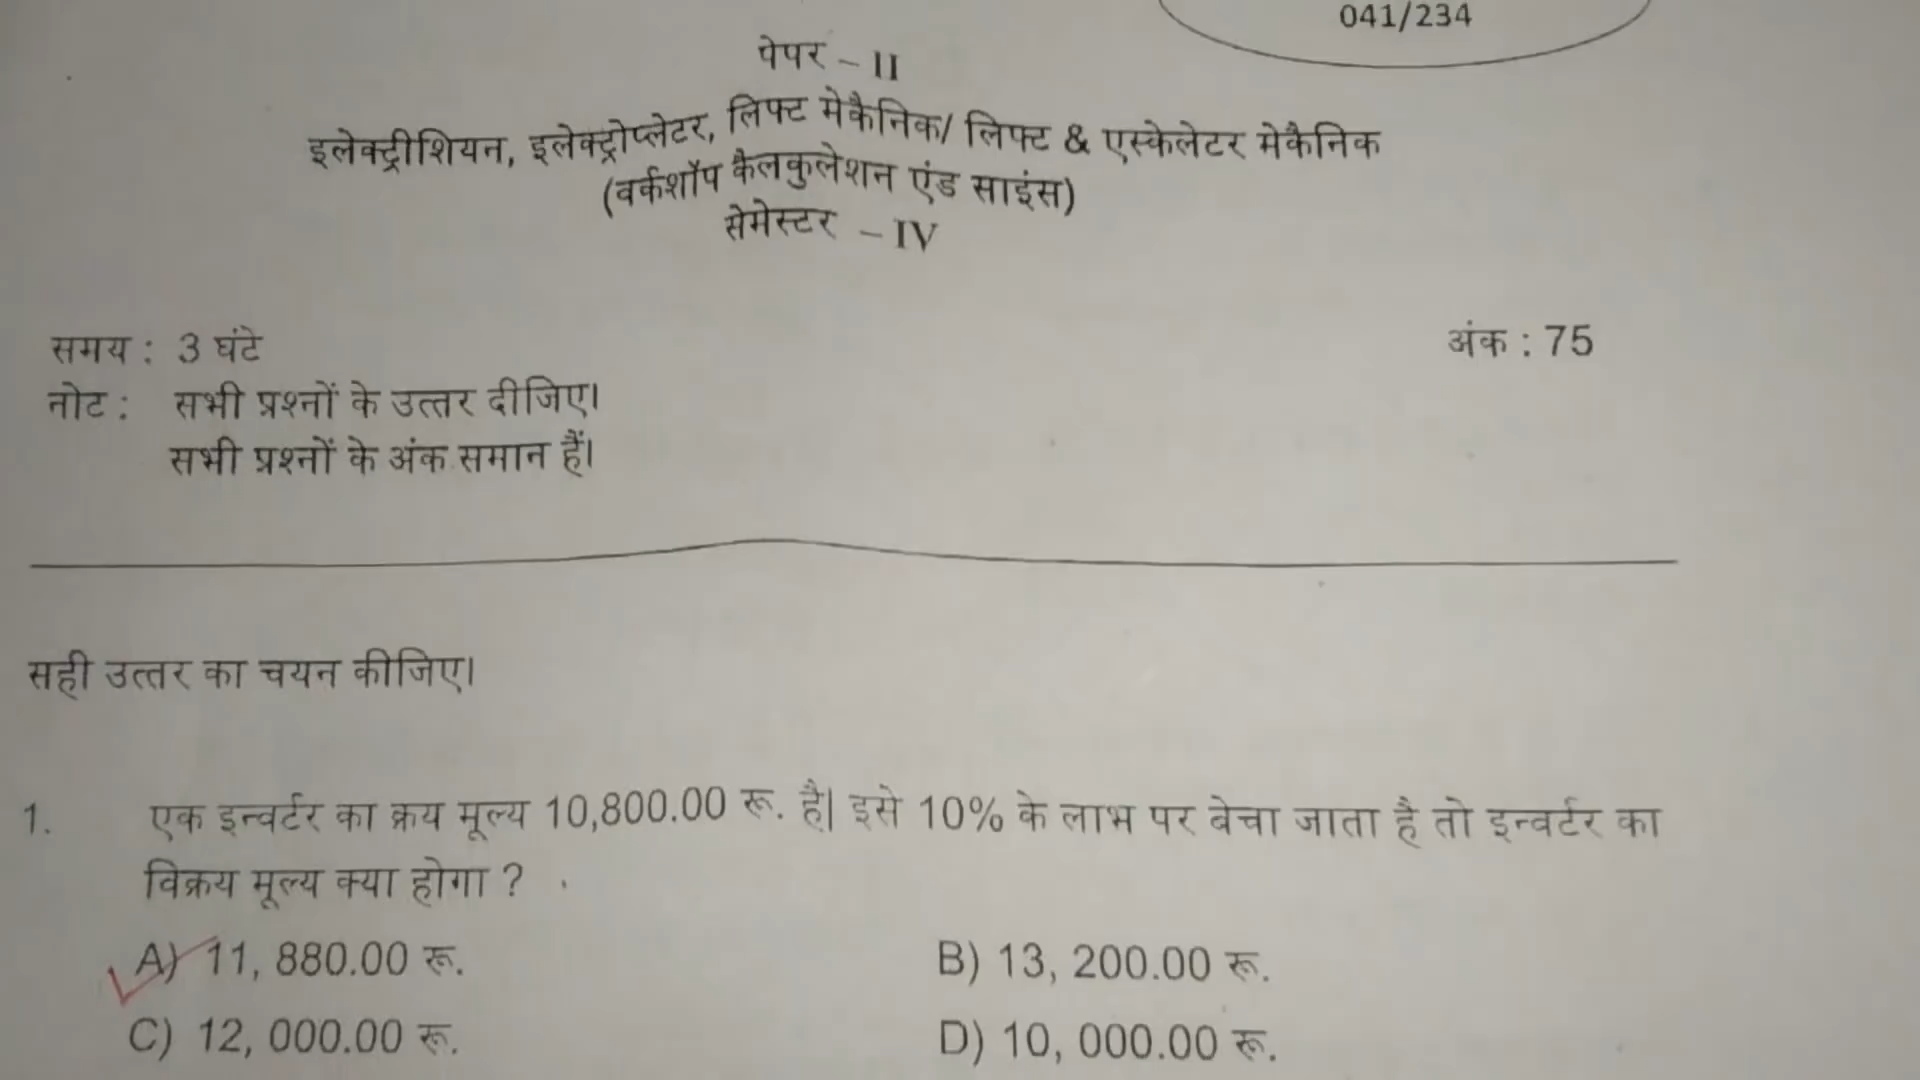 041/234
पेपर – II
इलेक्ट्रीशियन, इलेक्ट्रोप्लेटर, लिफ्ट मेकैनिक/ लिफ्ट & एस्केलेटर मेकैनिक
(वर्कशॉप कैलकुलेशन एंड साइंस)
सेमेस्टर – IV
समय : 3 घंटे अंक : 75
नोट : सभी प्रश्नों के उत्तर दीजिए।
सभी प्रश्नों के अंक समान हैं।
सही उत्तर का चयन कीजिए।
1. एक इन्वर्टर का क्रय मूल्य 10,800.00 रू. है| इसे 10% के लाभ पर बेचा जाता है तो इन्वर्टर का
विक्रय मूल्य क्या होगा ?
A) 11, 880.00 रू. B) 13, 200.00 रू.
C) 12, 000.00 रू. D) 10, 000.00 रू.